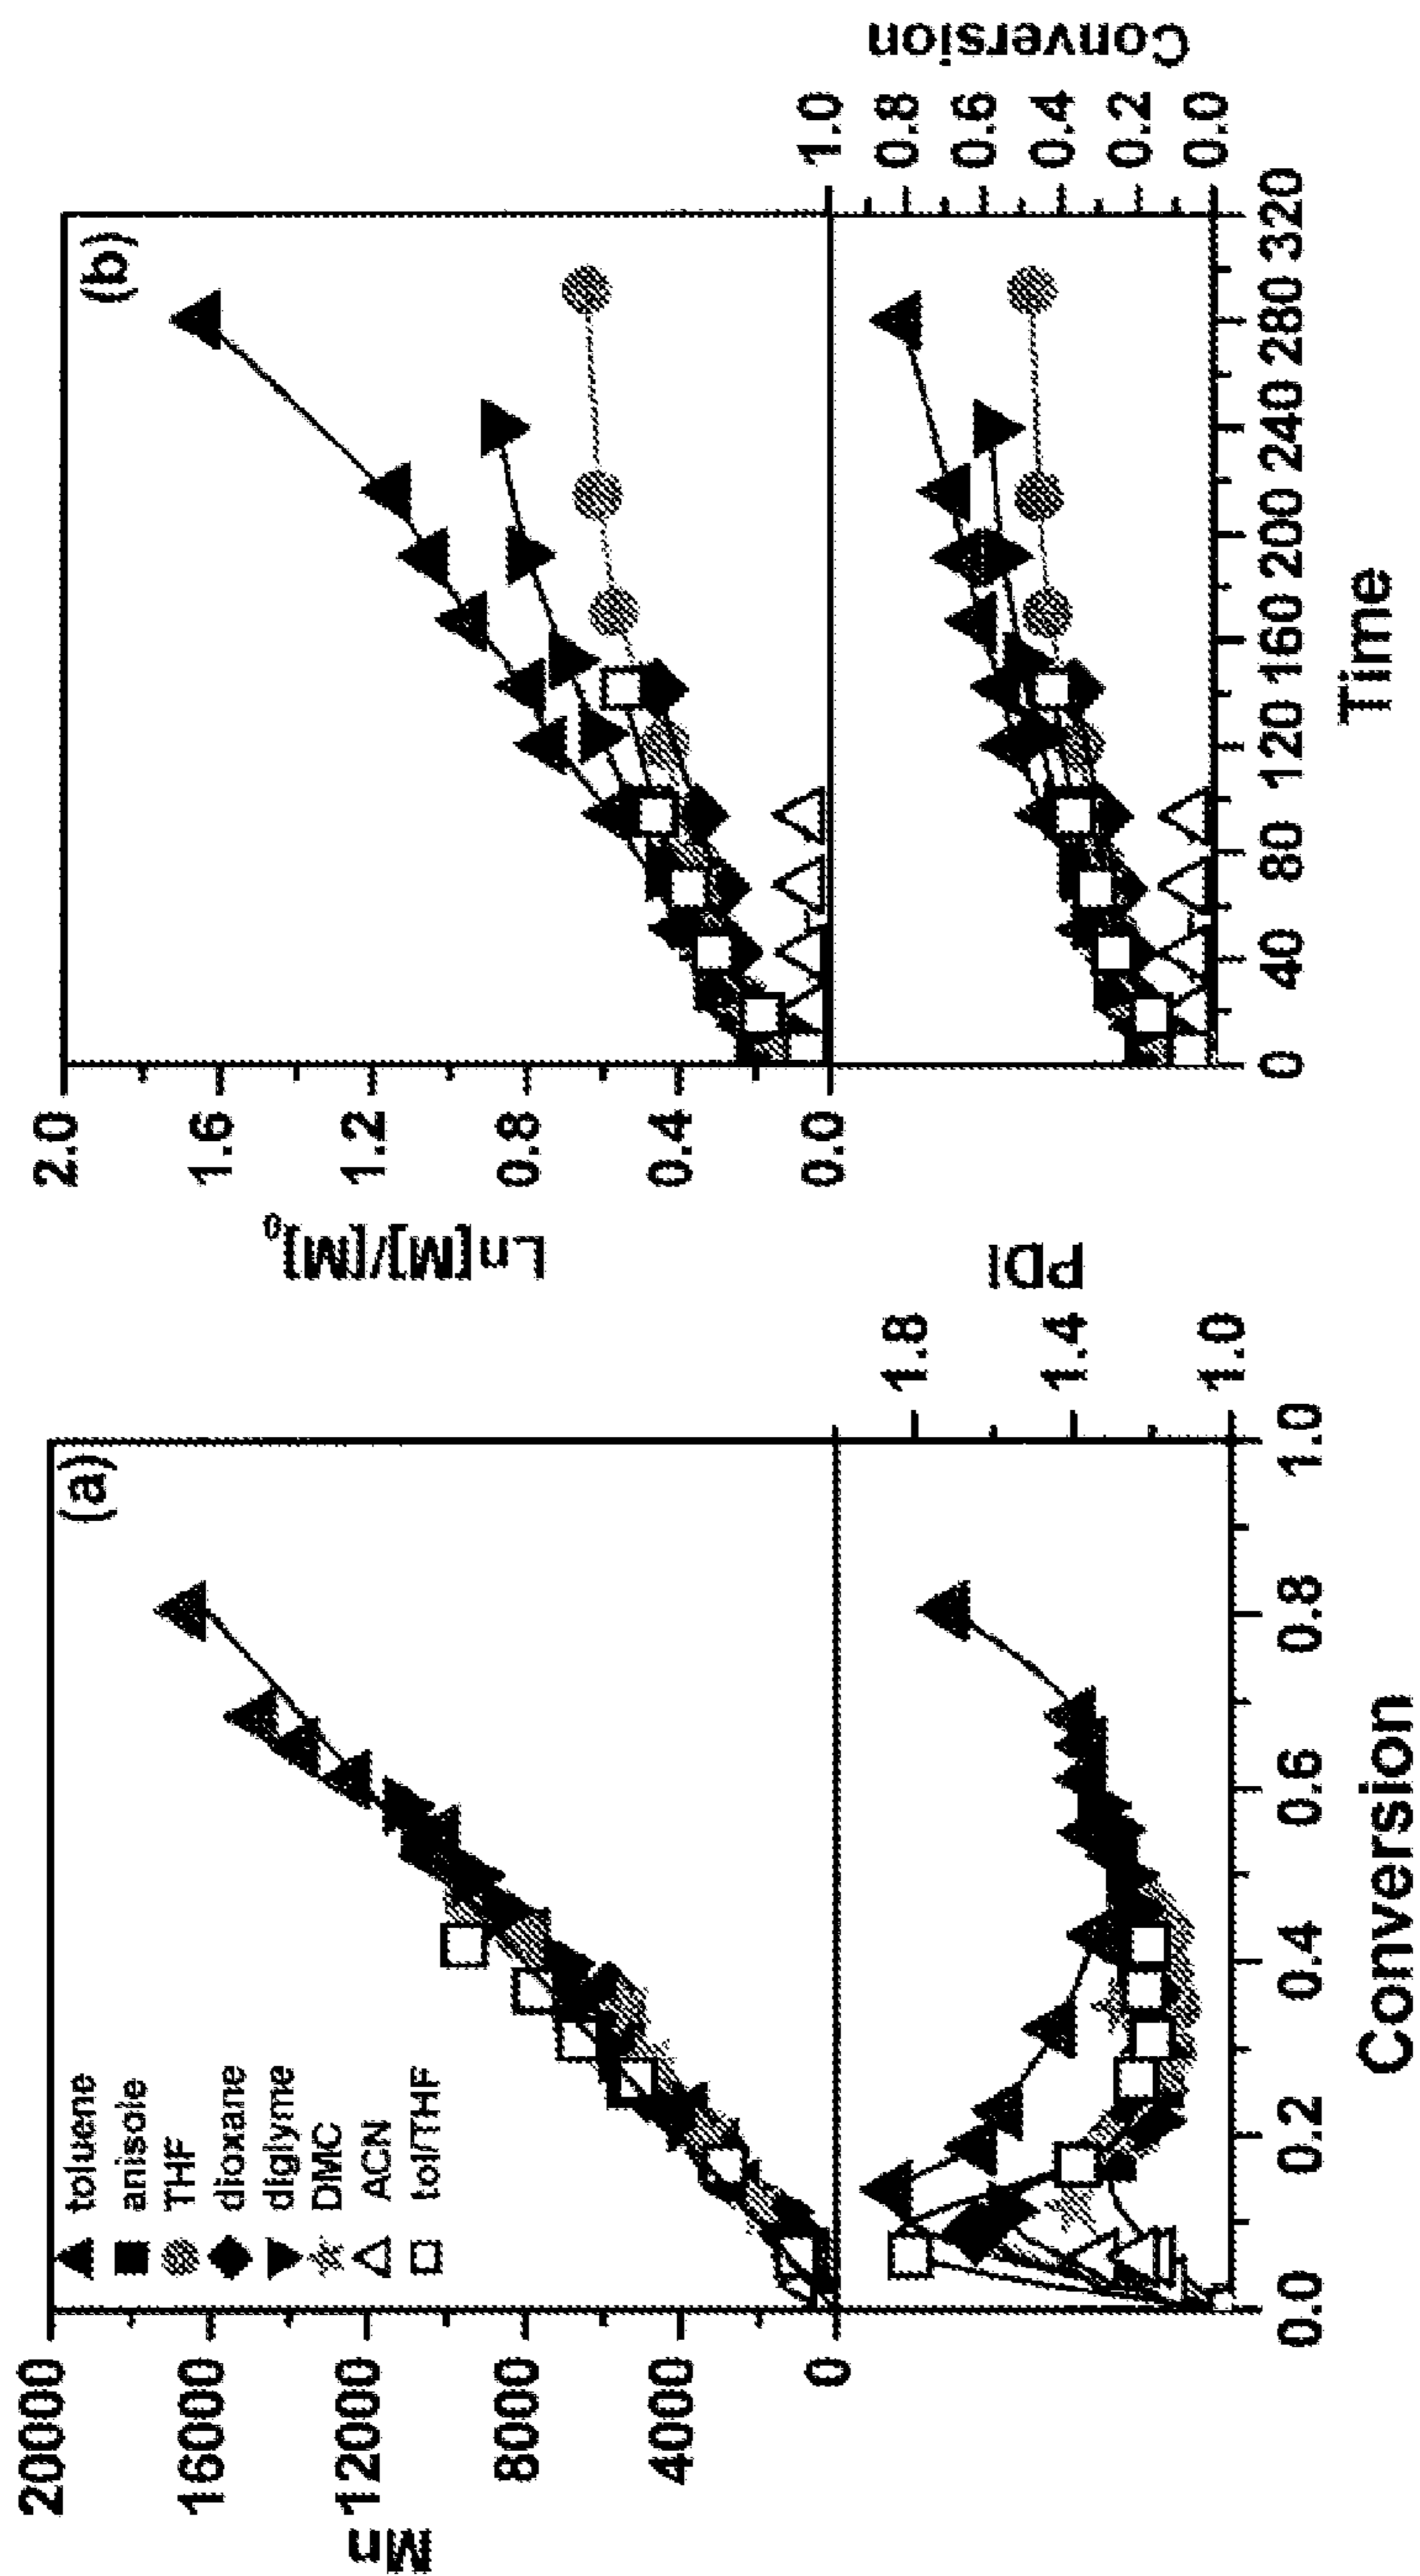 (a)
toluene
anisole
THF
dioxane
diglyme
DMC
ACN
tol/THF
Mn
20000
16000
12000
8000
4000
0
PDI
1.8
1.4
1.0
0.0 0.2 0.4 0.6 0.8 1.0
Conversion
(b)
Ln[M]/[M]0
2.0
1.6
1.2
0.8
0.4
0.0
Conversion
1.0
0.8
0.6
0.4
0.2
0.0
0 40 80 120 160 200 240 280 320
Time